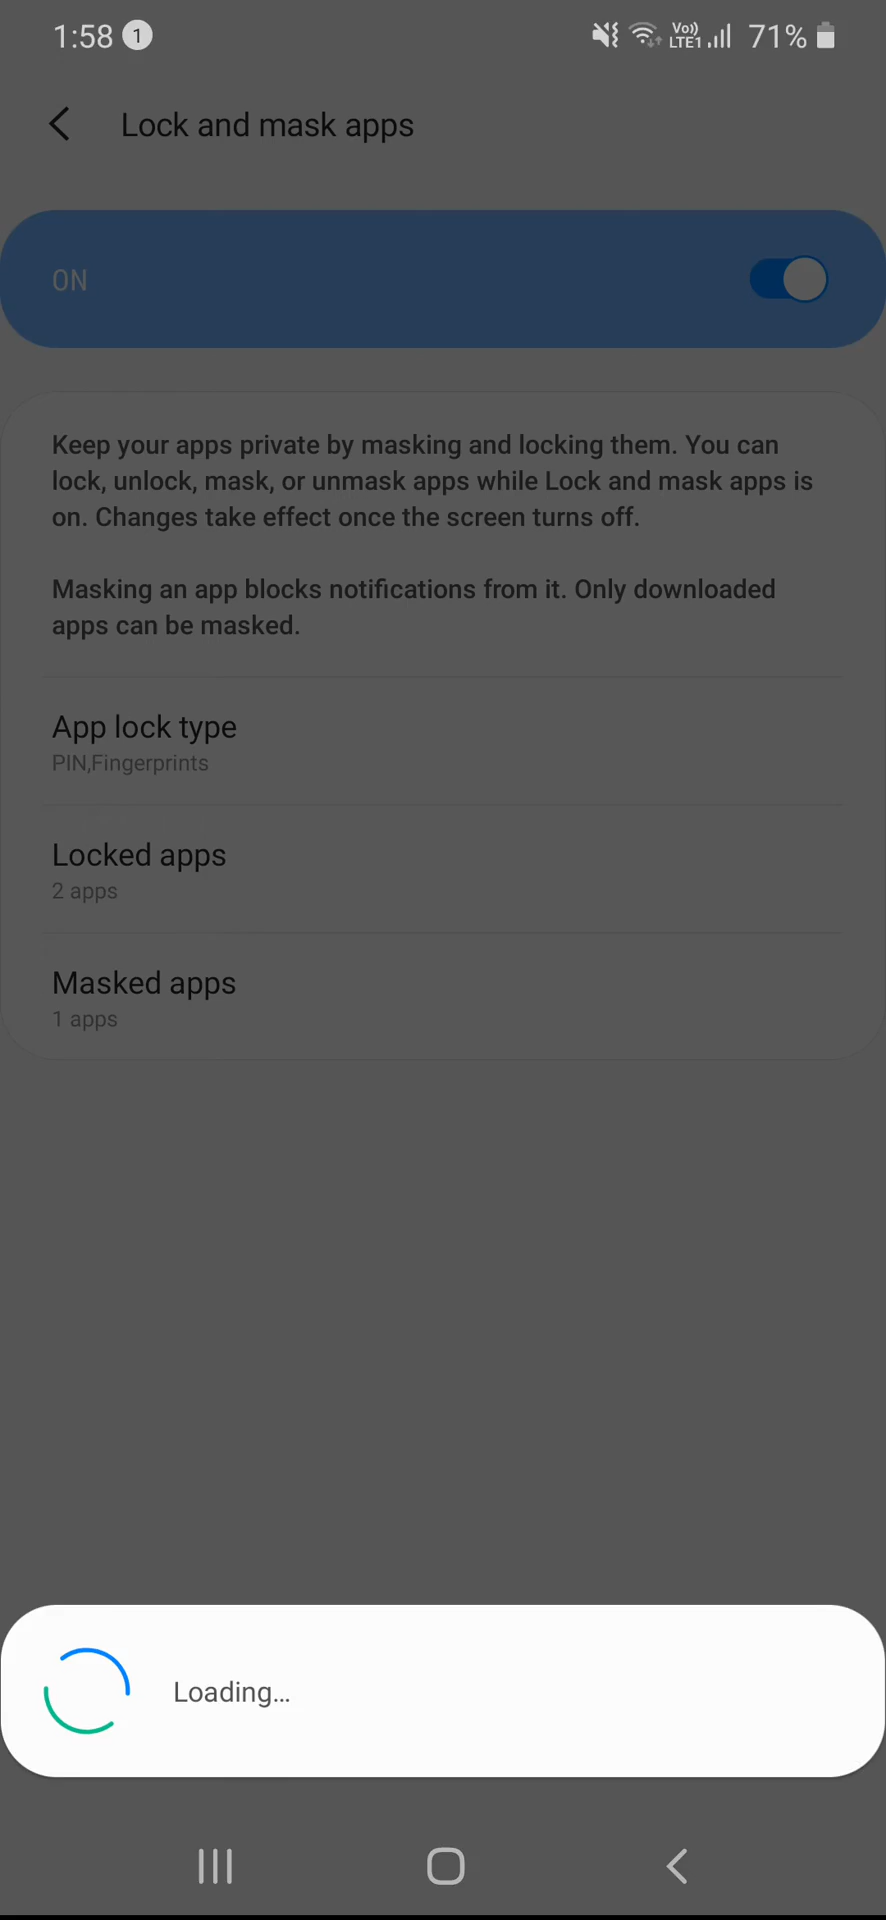 1:58 1 Vo)) LTE1 71%
Lock and mask apps
ON
Keep your apps private by masking and locking them. You can
lock, unlock, mask, or unmask apps while Lock and mask apps is
on. Changes take effect once the screen turns off.
Masking an app blocks notifications from it. Only downloaded
apps can be masked.
App lock type
PIN,Fingerprints
Locked apps
2 apps
Masked apps
1 apps
Loading...